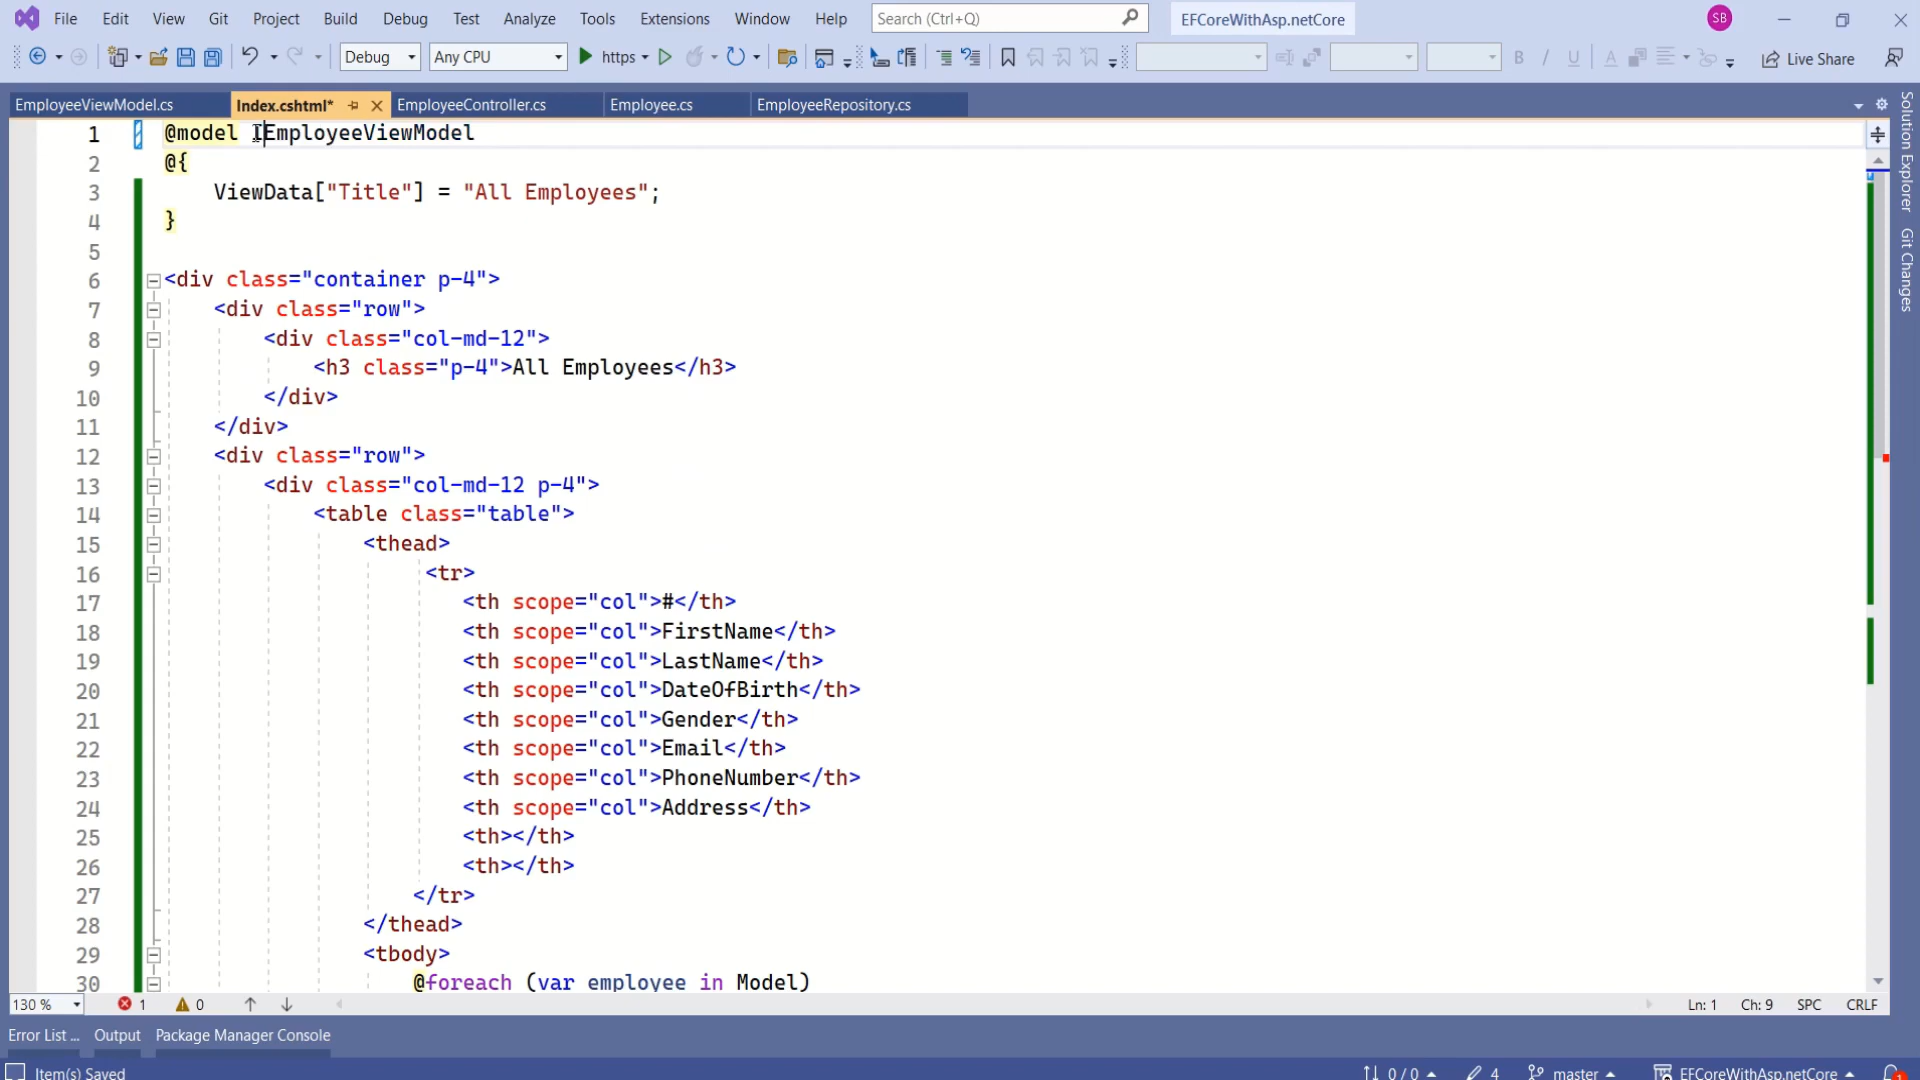 File Edit View Git Project Build Debug Test Analyze Tools Extensions Window Help Search (Ctrl+Q) EFCoreWithAsp.netCore SB
Debug Any CPU https Live Share
EmployeeViewModel.cs Index.cshtml* EmployeeController.cs Employee.cs EmployeeRepository.cs
1 @model IEmployeeViewModel
2 @{
3 ViewData["Title"] = "All Employees";
4 }
5
6 <div class="container p-4">
7 <div class="row">
8 <div class="col-md-12">
9 <h3 class="p-4">All Employees</h3>
10 </div>
11 </div>
12 <div class="row">
13 <div class="col-md-12 p-4">
14 <table class="table">
15 <thead>
16 <tr>
17 <th scope="col">#</th>
18 <th scope="col">FirstName</th>
19 <th scope="col">LastName</th>
20 <th scope="col">DateOfBirth</th>
21 <th scope="col">Gender</th>
22 <th scope="col">Email</th>
23 <th scope="col">PhoneNumber</th>
24 <th scope="col">Address</th>
25 <th></th>
26 <th></th>
27 </tr>
28 </thead>
29 <tbody>
30 @foreach (var employee in Model)
Solution Explorer
Git Changes
130 % 1 0 Ln: 1 Ch: 9 SPC CRLF
Error List ... Output Package Manager Console
Item(s) Saved 0 / 0 4 master EFCoreWithAsp.netCore 1